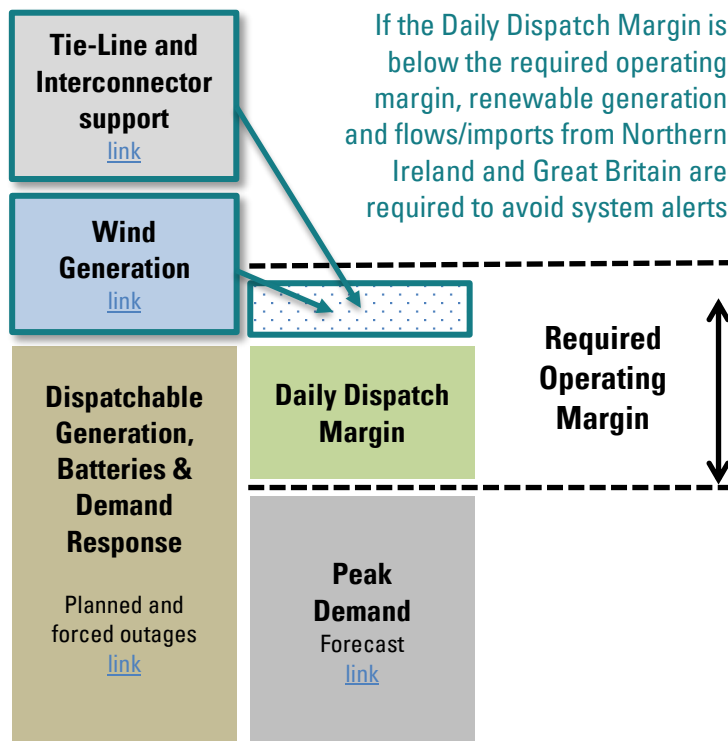 Tie-Line and
Interconnector
support
link
If the Daily Dispatch Margin is
below the required operating
margin, renewable generation
and flows/imports from Northern
Ireland and Great Britain are
required to avoid system alerts
Wind
Generation
link
Required
Operating
Margin
Daily Dispatch
Margin
Dispatchable
Generation,
Batteries &
Demand
Response
Planned and
forced outages
link
Peak
Demand
Forecast
link